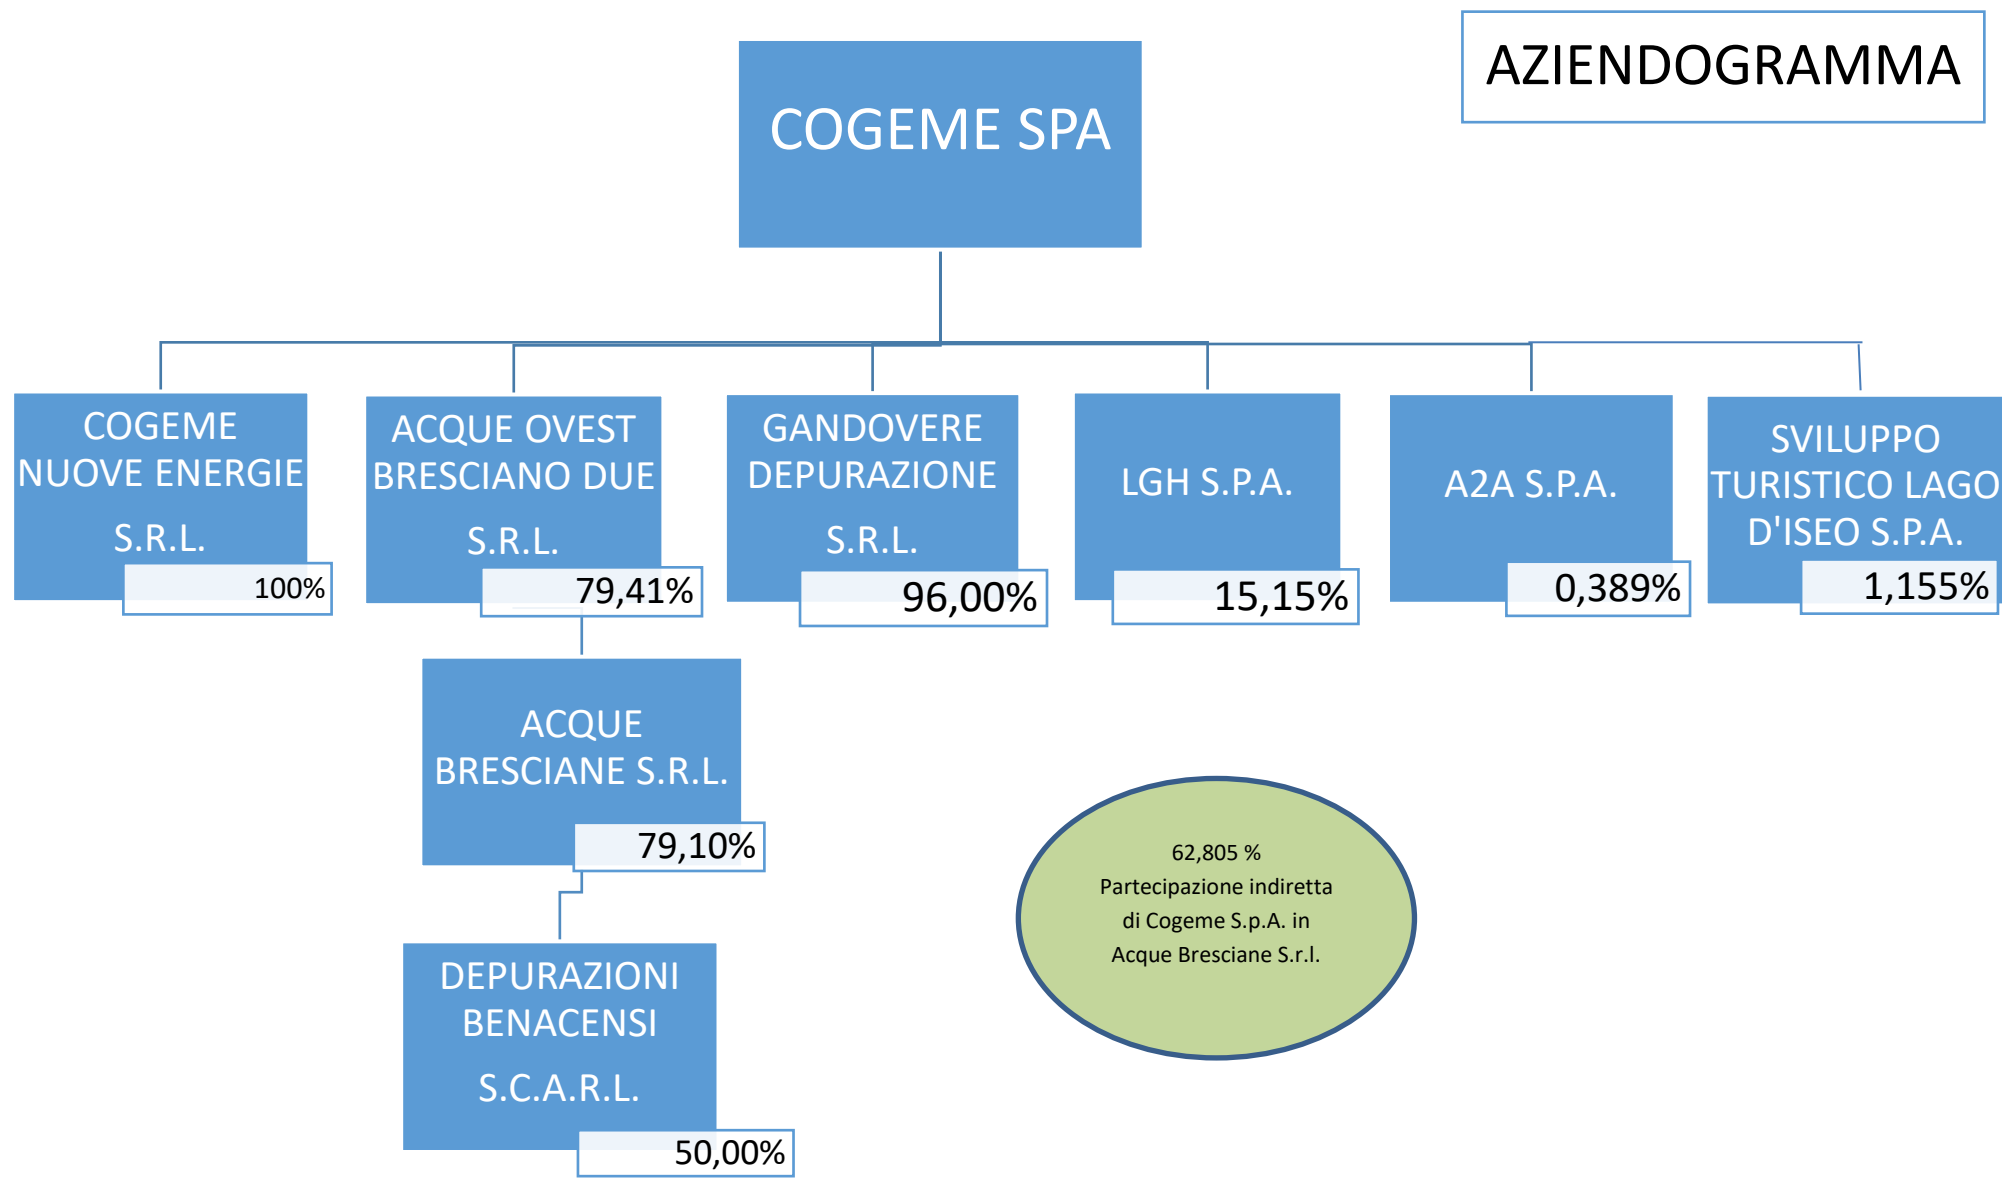 AZIENDOGRAMMA
COGEME SPA
COGEME
NUOVE ENERGIE
S.R.L.
100%
ACQUE OVEST
BRESCIANO DUE
S.R.L.
79,41%
GANDOVERE
DEPURAZIONE
S.R.L.
96,00%
LGH S.P.A.
15,15%
A2A S.P.A.
0,389%
SVILUPPO
TURISTICO LAGO
D'ISEO S.P.A.
1,155%
ACQUE
BRESCIANE S.R.L.
79,10%
62,805 %
Partecipazione indiretta
di Cogeme S.p.A. in
Acque Bresciane S.r.l.
DEPURAZIONI
BENACENSI
S.C.A.R.L.
50,00%